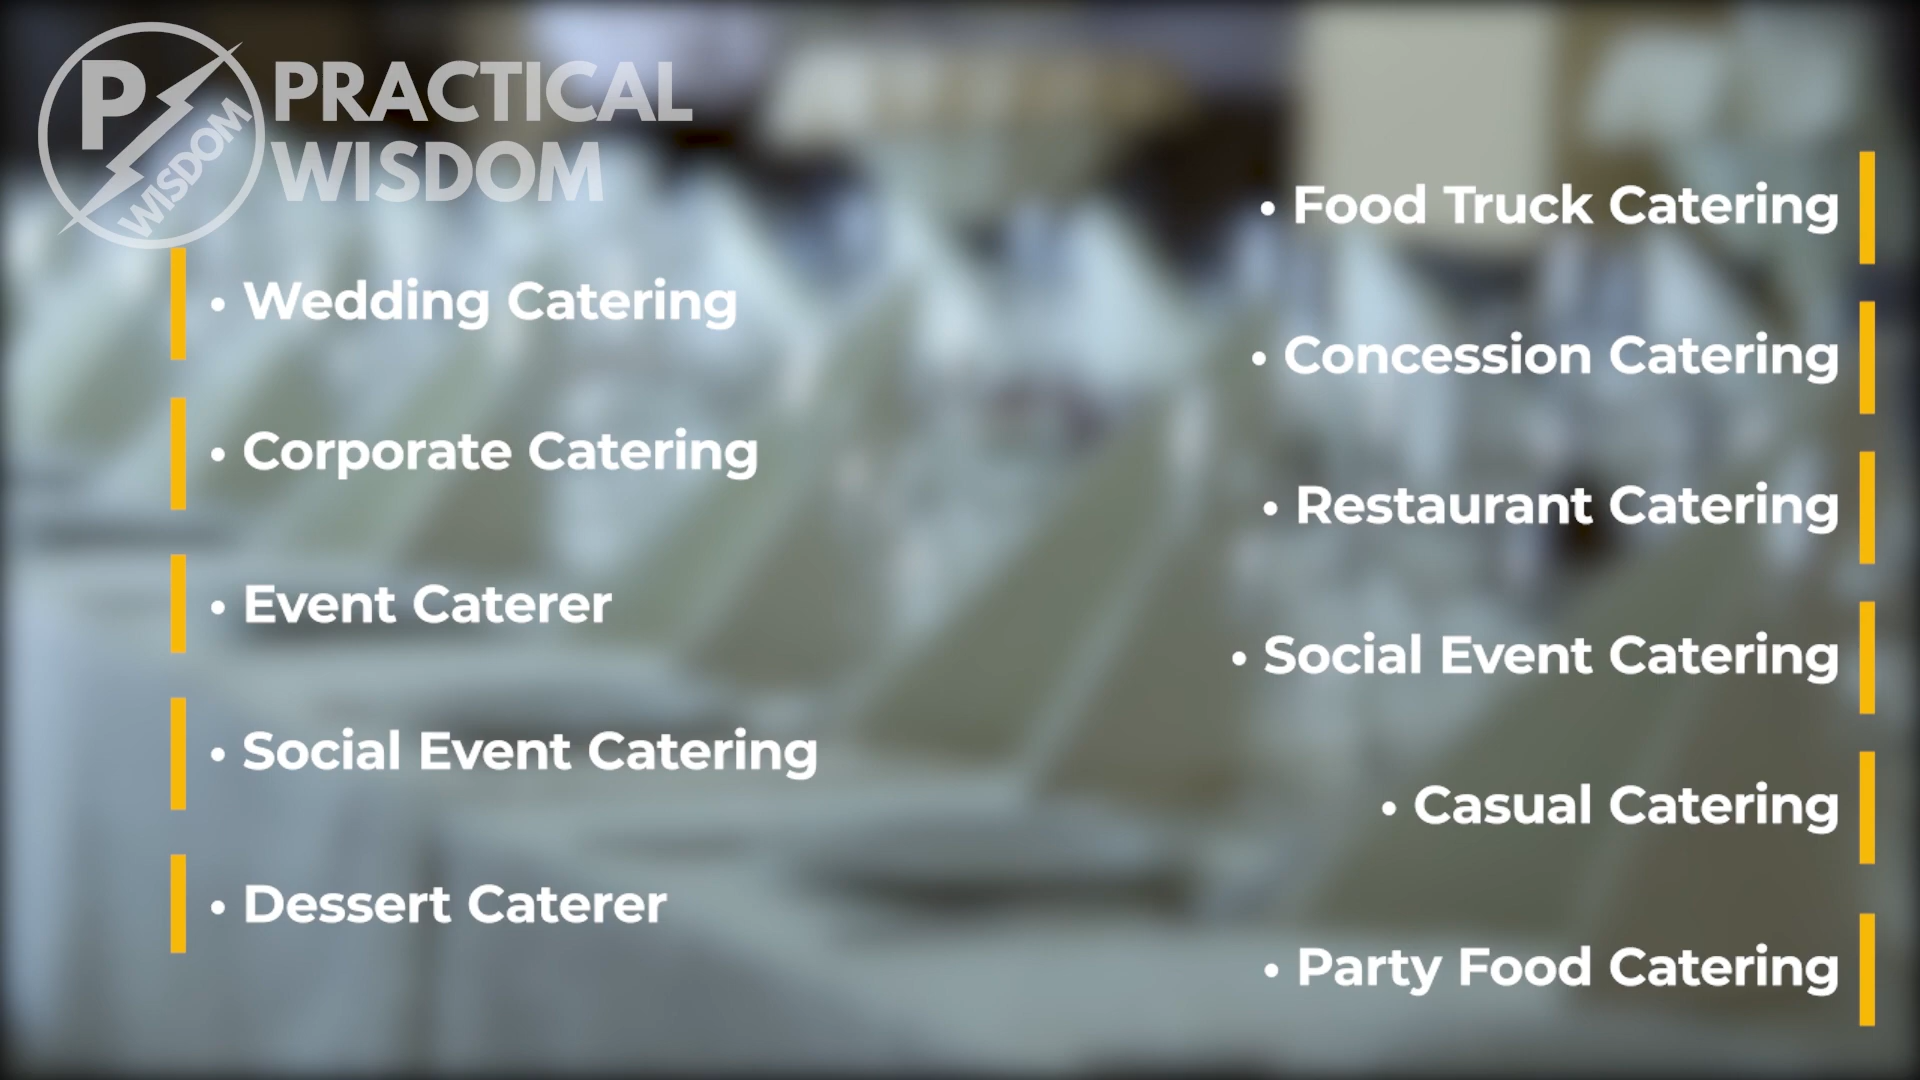 P
WISDOM
PRACTICAL
WISDOM
• Wedding Catering
• Corporate Catering
• Event Caterer
• Social Event Catering
• Dessert Caterer
• Food Truck Catering
• Concession Catering
• Restaurant Catering
• Social Event Catering
• Casual Catering
• Party Food Catering